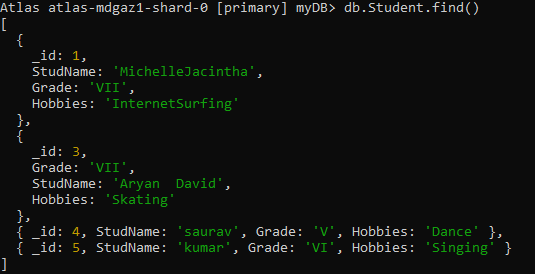 Atlas atlas-mdgaz1-shard-0 [primary] myDB> db.Student.find()
[
  {
    _id: 1,
    StudName: 'MichelleJacintha',
    Grade: 'VII',
    Hobbies: 'InternetSurfing'
  },
  {
    _id: 3,
    Grade: 'VII',
    StudName: 'Aryan  David',
    Hobbies: 'Skating'
  },
  { _id: 4, StudName: 'saurav', Grade: 'V', Hobbies: 'Dance' },
  { _id: 5, StudName: 'kumar', Grade: 'VI', Hobbies: 'Singing' }
]